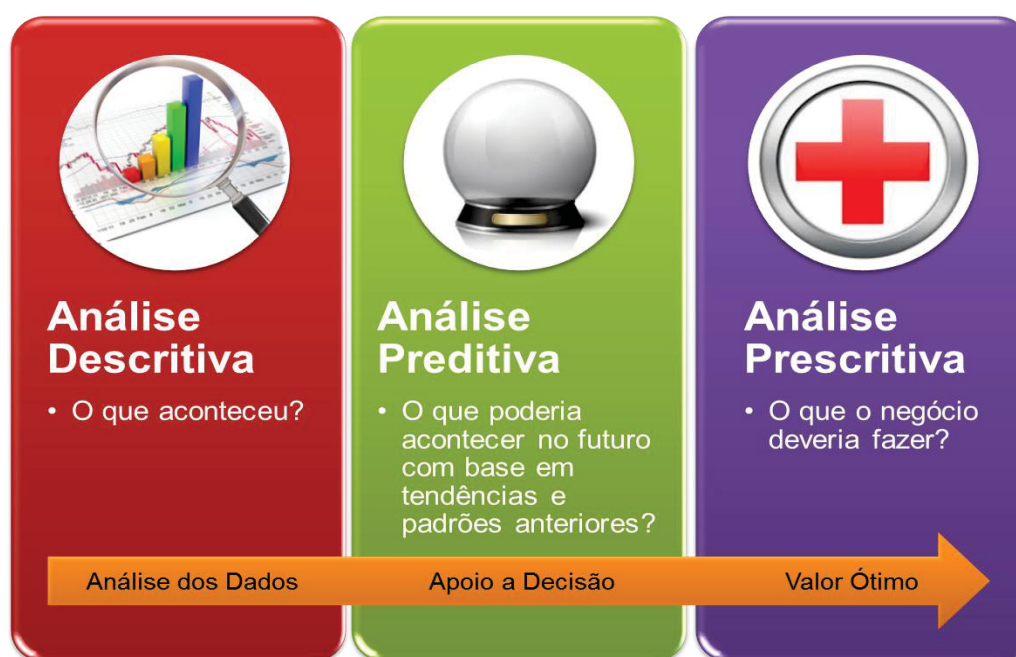 Análise
Descritiva
• O que aconteceu?
Análise
Preditiva
• O que poderia
acontecer no futuro
com base em
tendências e
padrões anteriores?
Análise
Prescritiva
• O que o negócio
deveria fazer?
Análise dos Dados
Apoio a Decisão
Valor Ótimo